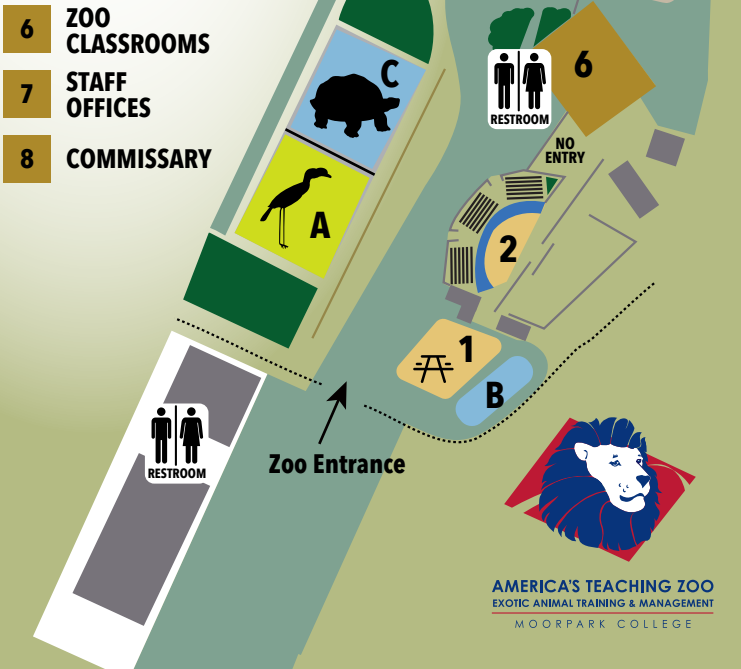 6 ZOO
CLASSROOMS
7 STAFF
OFFICES
8 COMMISSARY
C
6
RESTROOM
NO
ENTRY
A
2
1
B
Zoo Entrance
RESTROOM
AMERICA'S TEACHING ZOO
EXOTIC ANIMAL TRAINING & MANAGEMENT
MOORPARK COLLEGE